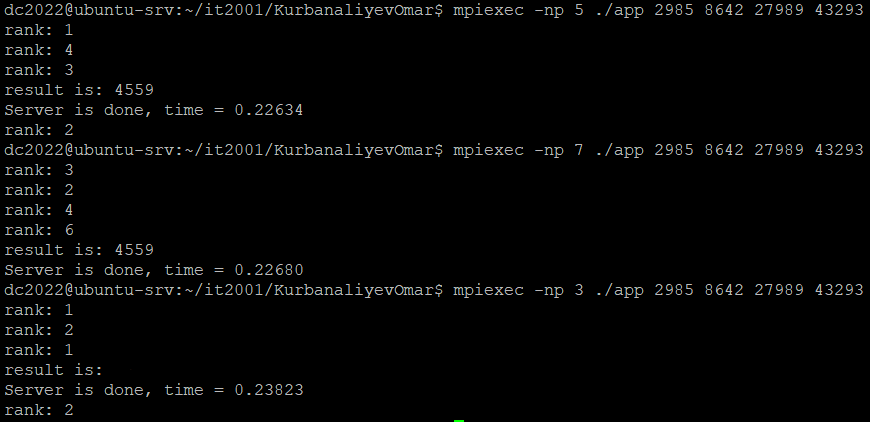 dc2022@ubuntu-srv:~/it2001/KurbanaliyevOmar$ mpiexec -np 5 ./app 2985 8642 27989 43293
rank: 1
rank: 4
rank: 3
result is: 4559
Server is done, time = 0.22634
rank: 2
dc2022@ubuntu-srv:~/it2001/KurbanaliyevOmar$ mpiexec -np 7 ./app 2985 8642 27989 43293
rank: 3
rank: 2
rank: 4
rank: 6
result is: 4559
Server is done, time = 0.22680
dc2022@ubuntu-srv:~/it2001/KurbanaliyevOmar$ mpiexec -np 3 ./app 2985 8642 27989 43293
rank: 1
rank: 2
rank: 1
result is:
Server is done, time = 0.23823
rank: 2